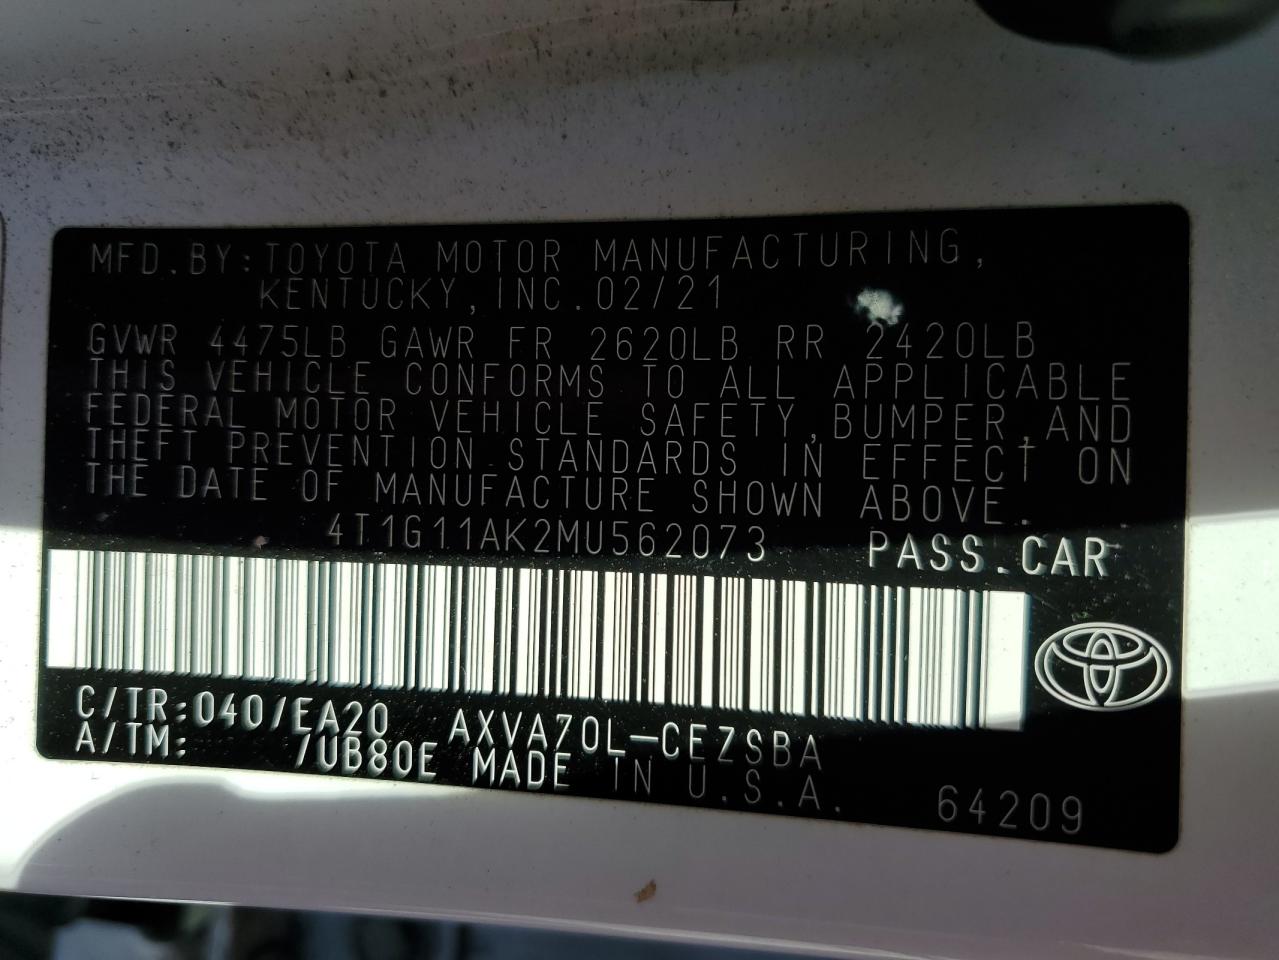 MFD.BY:TOYOTA MOTOR MANUFACTURING,
KENTUCKY,INC.02/21
GVWR 4475LB GAWR FR 2620LB RR 2420LB
THIS VEHICLE CONFORMS TO ALL APPLICABLE
FEDERAL MOTOR VEHICLE SAFETY,BUMPER,AND
THEFT PREVENTION STANDARDS IN EFFECT ON
THE DATE OF MANUFACTURE SHOWN ABOVE.
4T1G11AK2MU562073 PASS.CAR
C/TR:040/EA20 AXVA70L-CEZSBA
A/TM: /UB80E MADE IN U.S.A.
64209